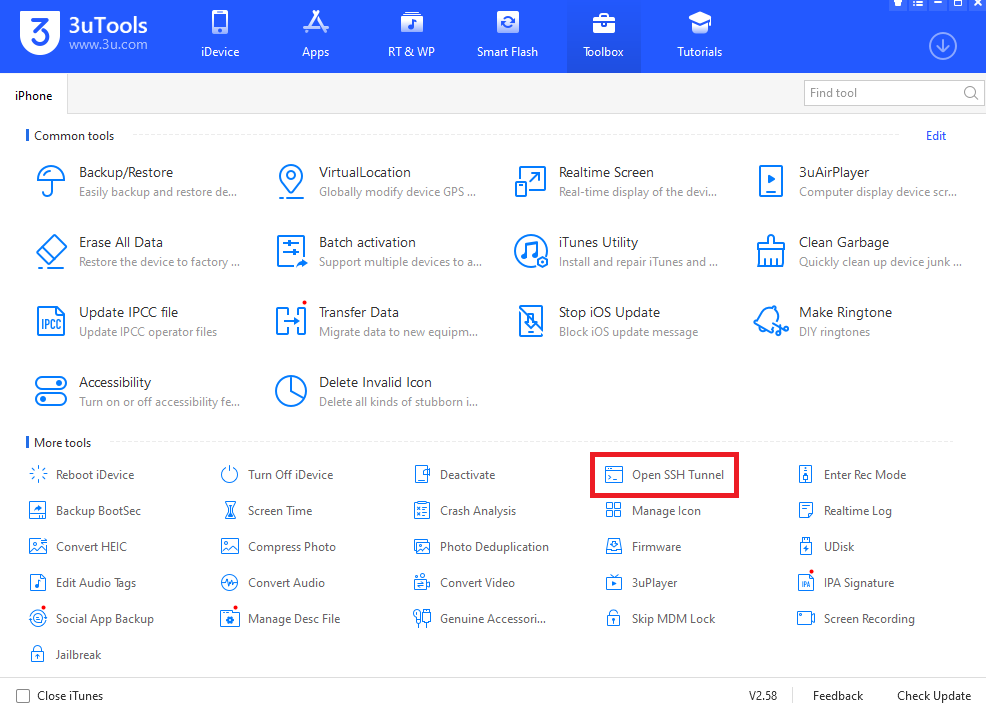 3 3uTools
www.3u.com
iDevice
Apps
RT & WP
Smart Flash
Toolbox
Tutorials
iPhone
Find tool
Common tools
Edit
Backup/Restore
Easily backup and restore de...
VirtualLocation
Globally modify device GPS ...
Realtime Screen
Real-time display of the devi...
3uAirPlayer
Computer display device scr...
Erase All Data
Restore the device to factory ...
Batch activation
Support multiple devices to a...
iTunes Utility
Install and repair iTunes and ...
Clean Garbage
Quickly clean up device junk ...
IPCC
Update IPCC file
Update IPCC operator files
Transfer Data
Migrate data to new equipm...
Stop iOS Update
Block iOS update message
Make Ringtone
DIY ringtones
Accessibility
Turn on or off accessibility fe...
Delete Invalid Icon
Delete all kinds of stubborn i...
More tools
Reboot iDevice
Turn Off iDevice
Deactivate
Open SSH Tunnel
Enter Rec Mode
Backup BootSec
Screen Time
Crash Analysis
Manage Icon
Realtime Log
Convert HEIC
Compress Photo
Photo Deduplication
Firmware
UDisk
Edit Audio Tags
Convert Audio
Convert Video
3uPlayer
IPA
IPA Signature
Social App Backup
Manage Desc File
Genuine Accessori...
Skip MDM Lock
Screen Recording
Jailbreak
Close iTunes
V2.58
Feedback
Check Update